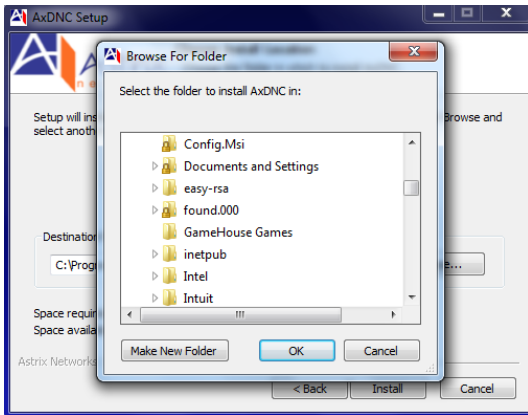 AxDNC Setup
Browse For Folder
Select the folder to install AxDNC in:
Setup will ins
Browse and
select anoth
Config.Msi
Documents and Settings
easy-rsa
found.000
GameHouse Games
inetpub
Intel
Intuit
Destination
C:\Progr
e...
Space requir
Space availa
Make New Folder
OK
Cancel
Astrix Networks
< Back
Install
Cancel